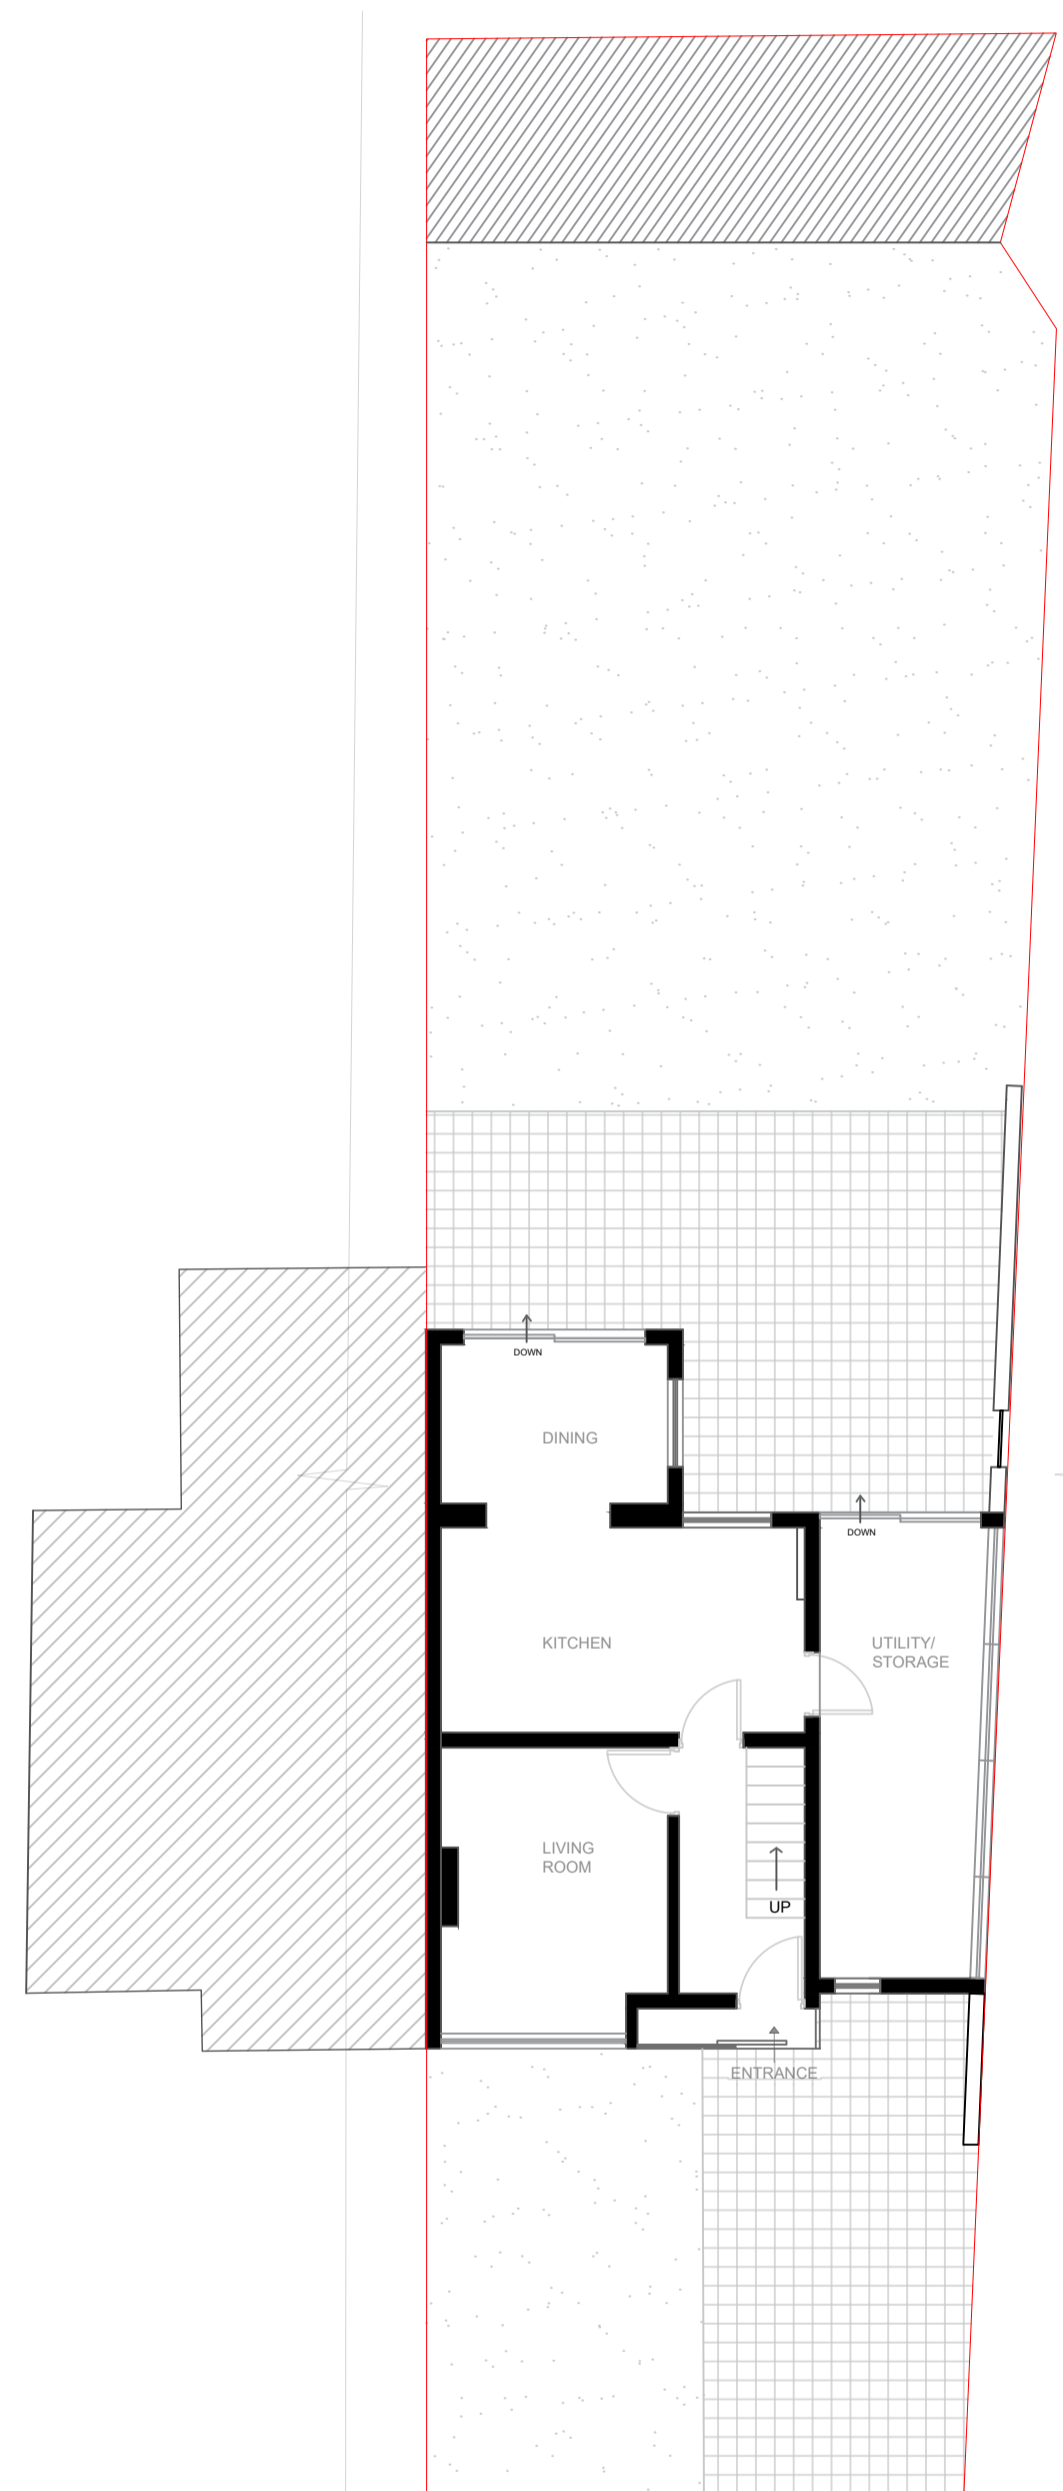 DOWN
DINING
DOWN
KITCHEN
UTILITY/
STORAGE
LIVING
ROOM
UP
ENTRANCE